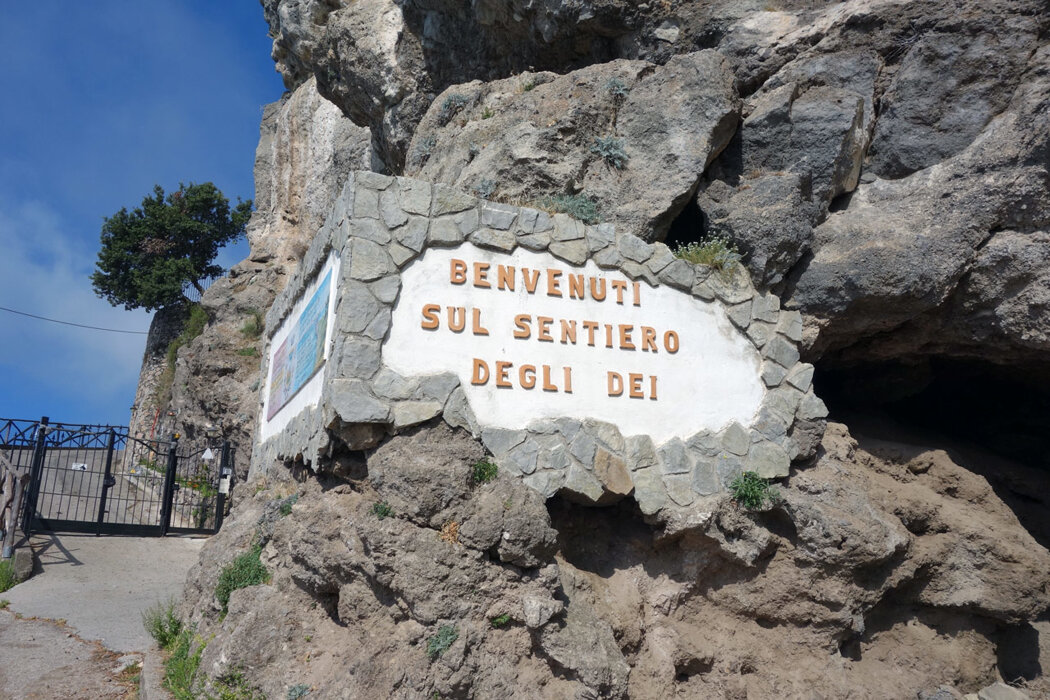 BENVENUTI
SUL SENTIERO
DEGLI DEI